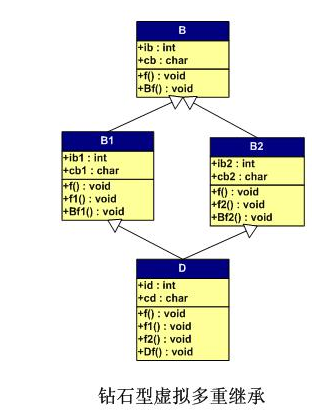 B
+ib : int
+cb : char
+f() : void
+Bf() : void
B1
+ib1 : int
+cb1 : char
+f() : void
+f1() : void
+Bf1() : void
B2
+ib2 : int
+cb2 : char
+f() : void
+f2() : void
+Bf2() : void
D
+id : int
+cd : char
+f() : void
+f1() : void
+f2() : void
+Df() : void
钻石型虚拟多重继承